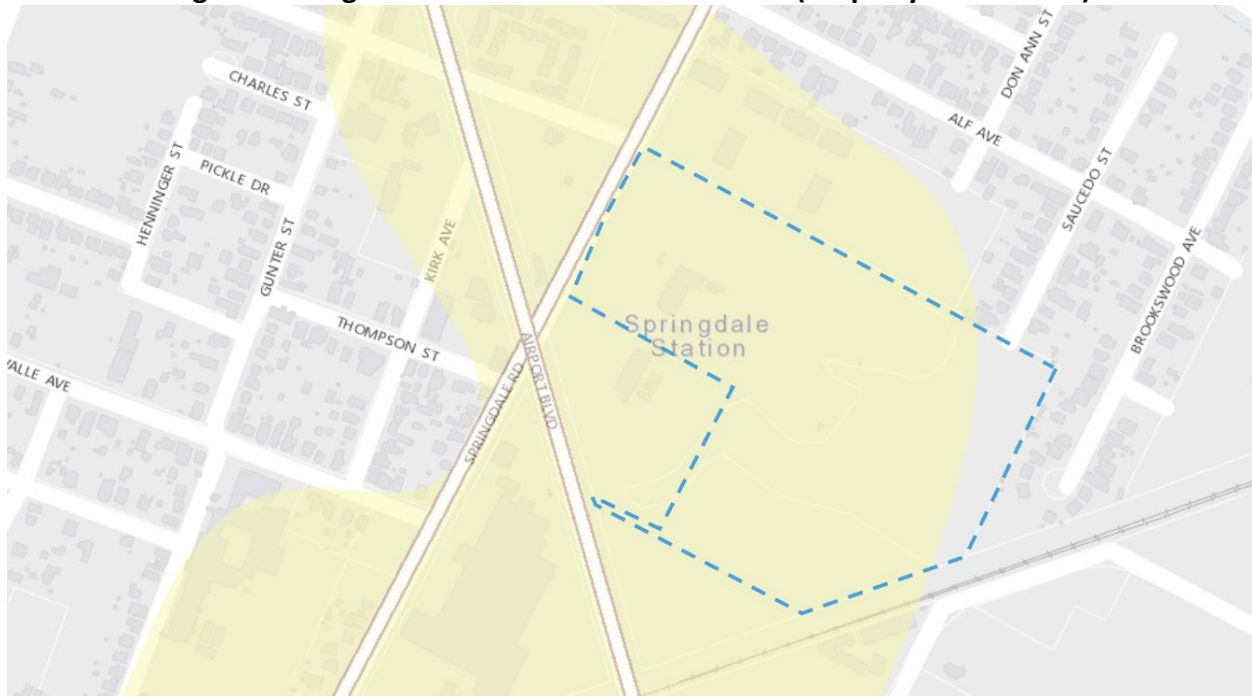 CHARLES ST
DON ANN ST
ALF AVE
PICKLE DR
HENNINGER ST
SAUCEDO ST
GUNTER ST
KIRK AVE
BROOKSWOOD AVE
Springdale
Station
THOMPSON ST
AIRPORT BLVD
SPRINGDALE RD
VALLE AVE